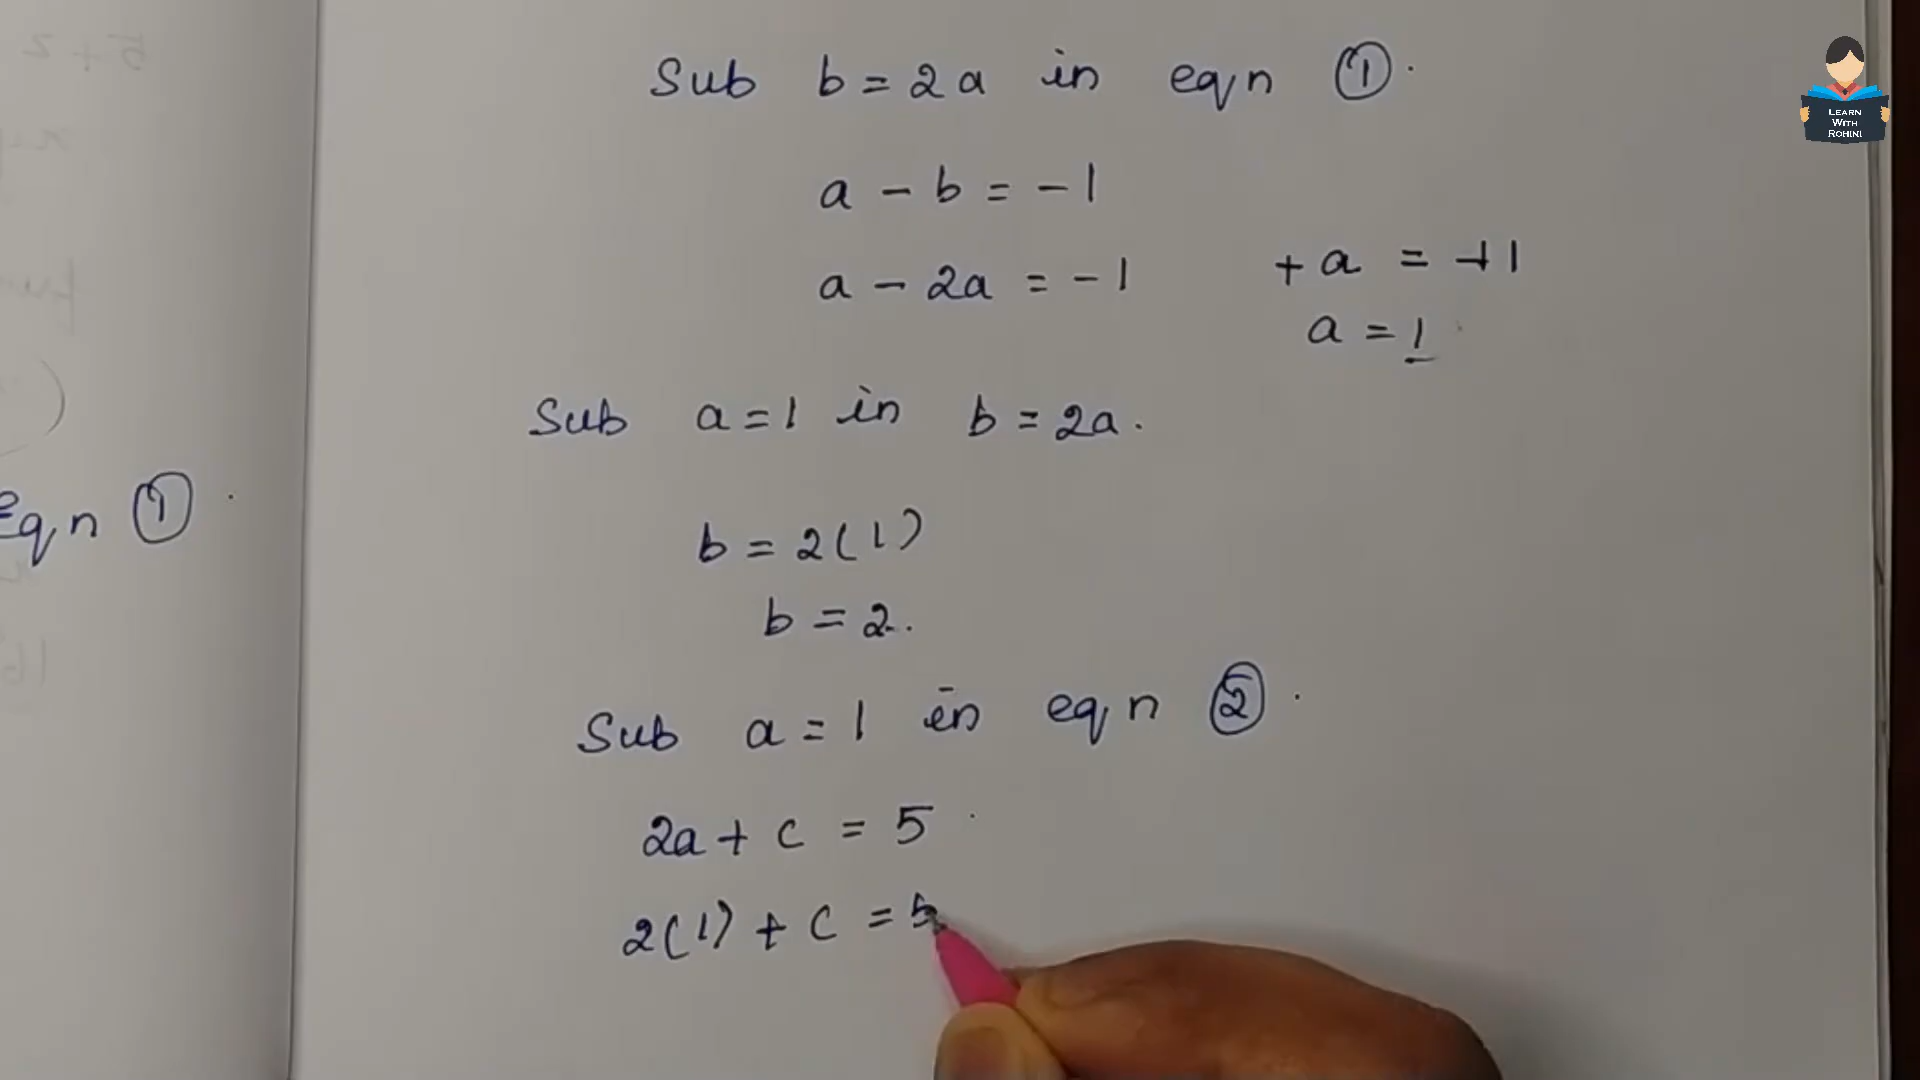 Sub b = 2a in eqn ①.
a - b = -1
a - 2a = -1
+ a = +1
a = 1
Sub a = 1 in b = 2a.
eqn ①.
b = 2(1)
b = 2.
Sub a = 1 in eqn ②.
2a + c = 5
2(1) + c = 5
LEARN
WITH
ROHINI